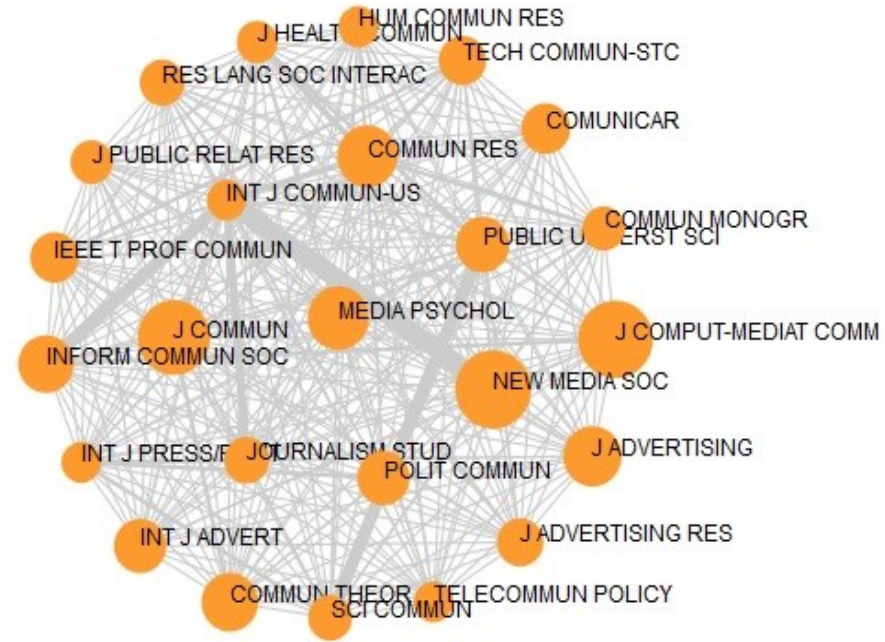 HUM COMMUN RES
J HEALTH COMMUN
TECH COMMUN-STC
RES LANG SOC INTERAC
COMUNICAR
COMMUN RES
J PUBLIC RELAT RES
INT J COMMUN-US
COMMUN MONOGR
PUBLIC UNDERST SCI
IEEE T PROF COMMUN
MEDIA PSYCHOL
J COMMUN
J COMPUT-MEDIAT COMM
INFORM COMMUN SOC
NEW MEDIA SOC
J ADVERTISING
INT J PRESS/POLIT
JOURNALISM STUD
POLIT COMMUN
INT J ADVERT
J ADVERTISING RES
COMMUN THEOR
TELECOMMUN POLICY
SCI COMMUN